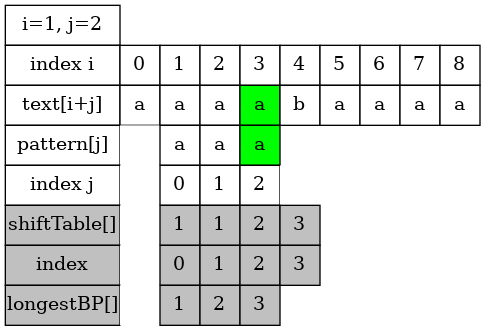 i=1, j=2
index i 0 1 2 3 4 5 6 7 8
text[i+j] a a a a b a a a a
pattern[j] a a a
index j 0 1 2
shiftTable[] 1 1 2 3
index 0 1 2 3
longestBP[] 1 2 3